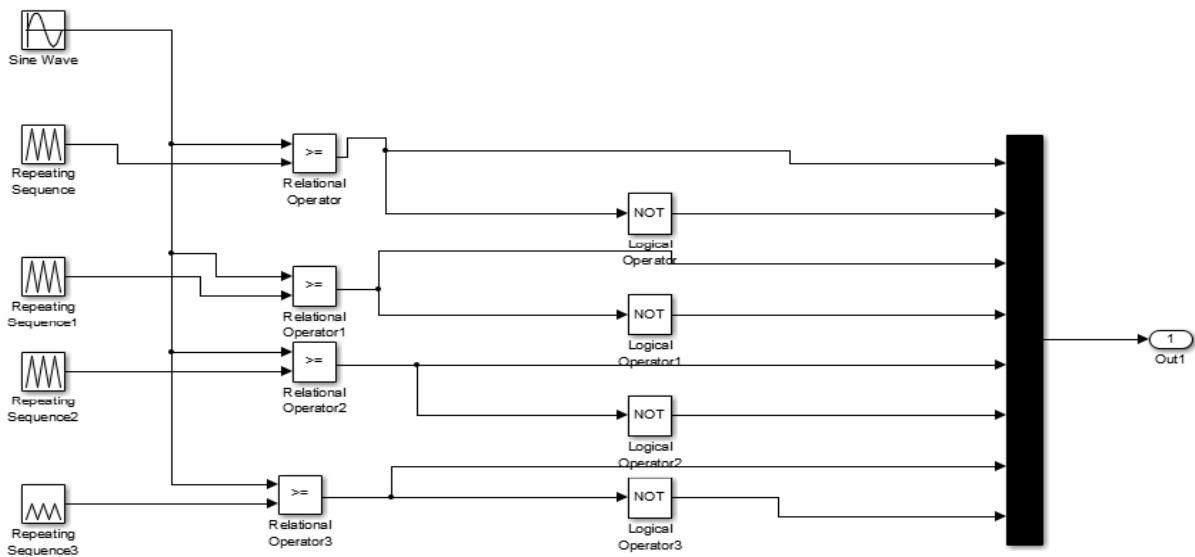 Sine Wave
Repeating
Sequence
>=
Relational
Operator
NOT
Logical
Operator
Repeating
Sequence1
>=
Relational
Operator1
NOT
Logical
Operator1
Repeating
Sequence2
>=
Relational
Operator2
NOT
Logical
Operator2
Repeating
Sequence3
>=
Relational
Operator3
NOT
Logical
Operator3
1
Out1